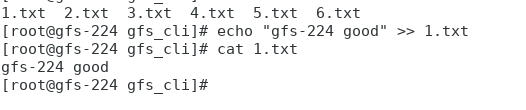 1.txt  2.txt  3.txt  4.txt  5.txt  6.txt
[root@gfs-224 gfs_cli]# echo "gfs-224 good" >> 1.txt
[root@gfs-224 gfs_cli]# cat 1.txt
gfs-224 good
[root@gfs-224 gfs_cli]#